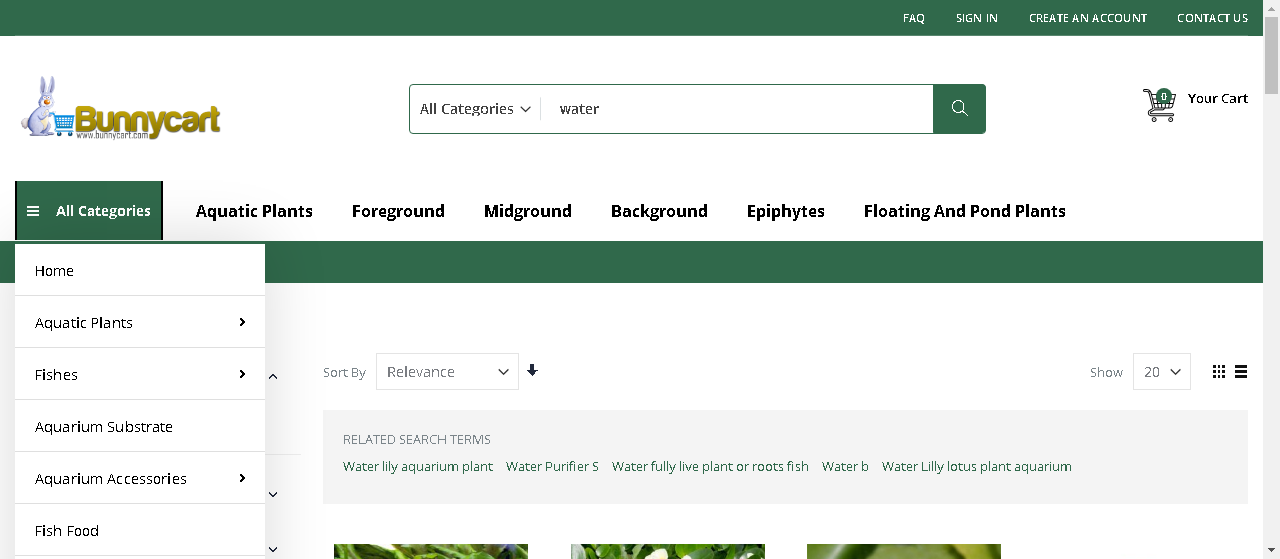 FAQ SIGN IN CREATE AN ACCOUNT CONTACT US
Bunnycart
www.bunnycart.com
All Categories water
0 Your Cart
All Categories Aquatic Plants Foreground Midground Background Epiphytes Floating And Pond Plants
Home
Aquatic Plants
Fishes
Aquarium Substrate
Aquarium Accessories
Fish Food
Sort By Relevance Show 20
RELATED SEARCH TERMS
Water lily aquarium plant Water Purifier S Water fully live plant or roots fish Water b Water Lilly lotus plant aquarium